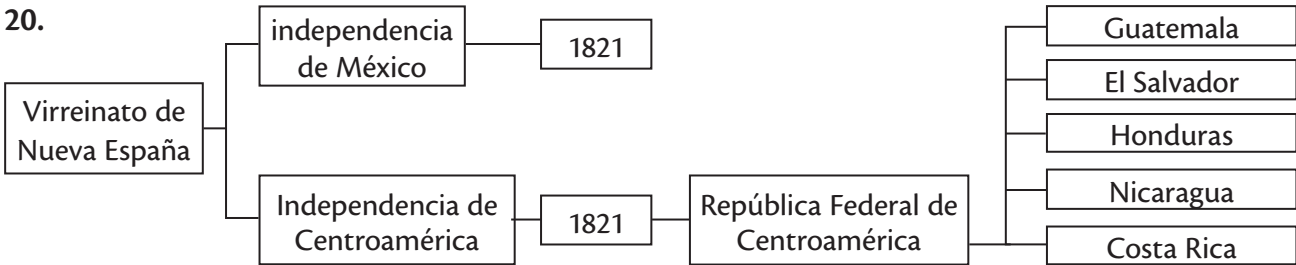 20.
Virreinato de
Nueva España
independencia
de México
1821
Independencia de
Centroamérica
1821
República Federal de
Centroamérica
Guatemala
El Salvador
Honduras
Nicaragua
Costa Rica